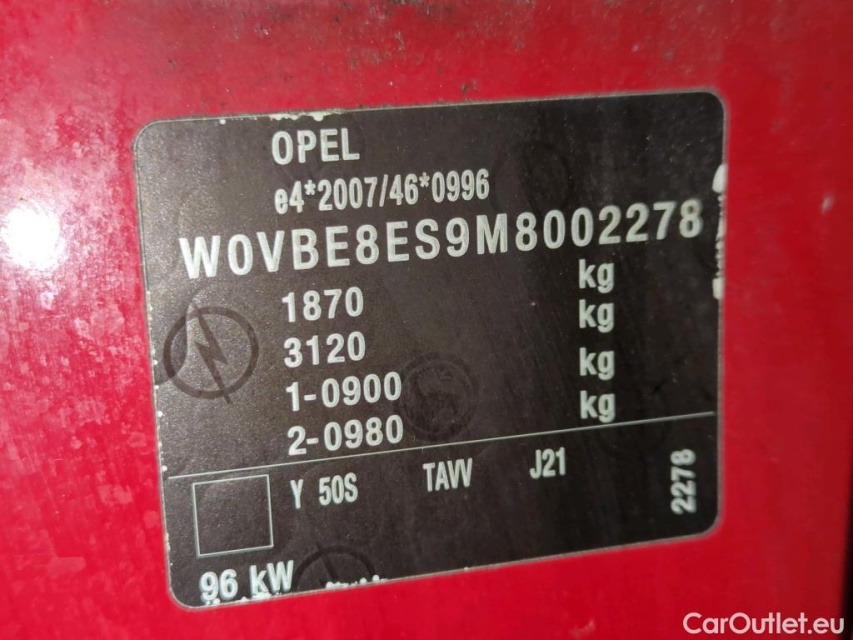 OPEL
e4*2007/46*0996
W0VBE8ES9M8002278
1870 kg
3120 kg
1-0900 kg
2-0980 kg
Y 50S TAVV J21 2278
96 kW
CarOutlet.eu